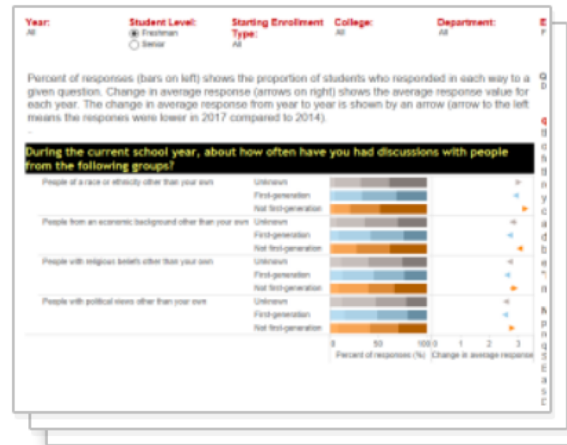 Year:
Student Level:
Starting Enrollment Type:
College:
Department:
All
Freshman
Senior
All
All
All
Percent of responses (bars on left) shows the proportion of students who responded in each way to a
given question. Change in average response (arrows on right) shows the average response value for
each year. The change in average response from year to year is shown by an arrow (arrow to the left
means the respones were lower in 2017 compared to 2014).
During the current school year, about how often have you had discussions with people
from the following groups?
People of a race or ethnicity other than your own
Unknown
First-generation
Not first-generation
People from an economic background other than your own
Unknown
First-generation
Not first-generation
People with religious beliefs other than your own
Unknown
First-generation
Not first-generation
People with political views other than your own
Unknown
First-generation
Not first-generation
0 50 100 0 1 2 3
Percent of responses (%) Change in average response